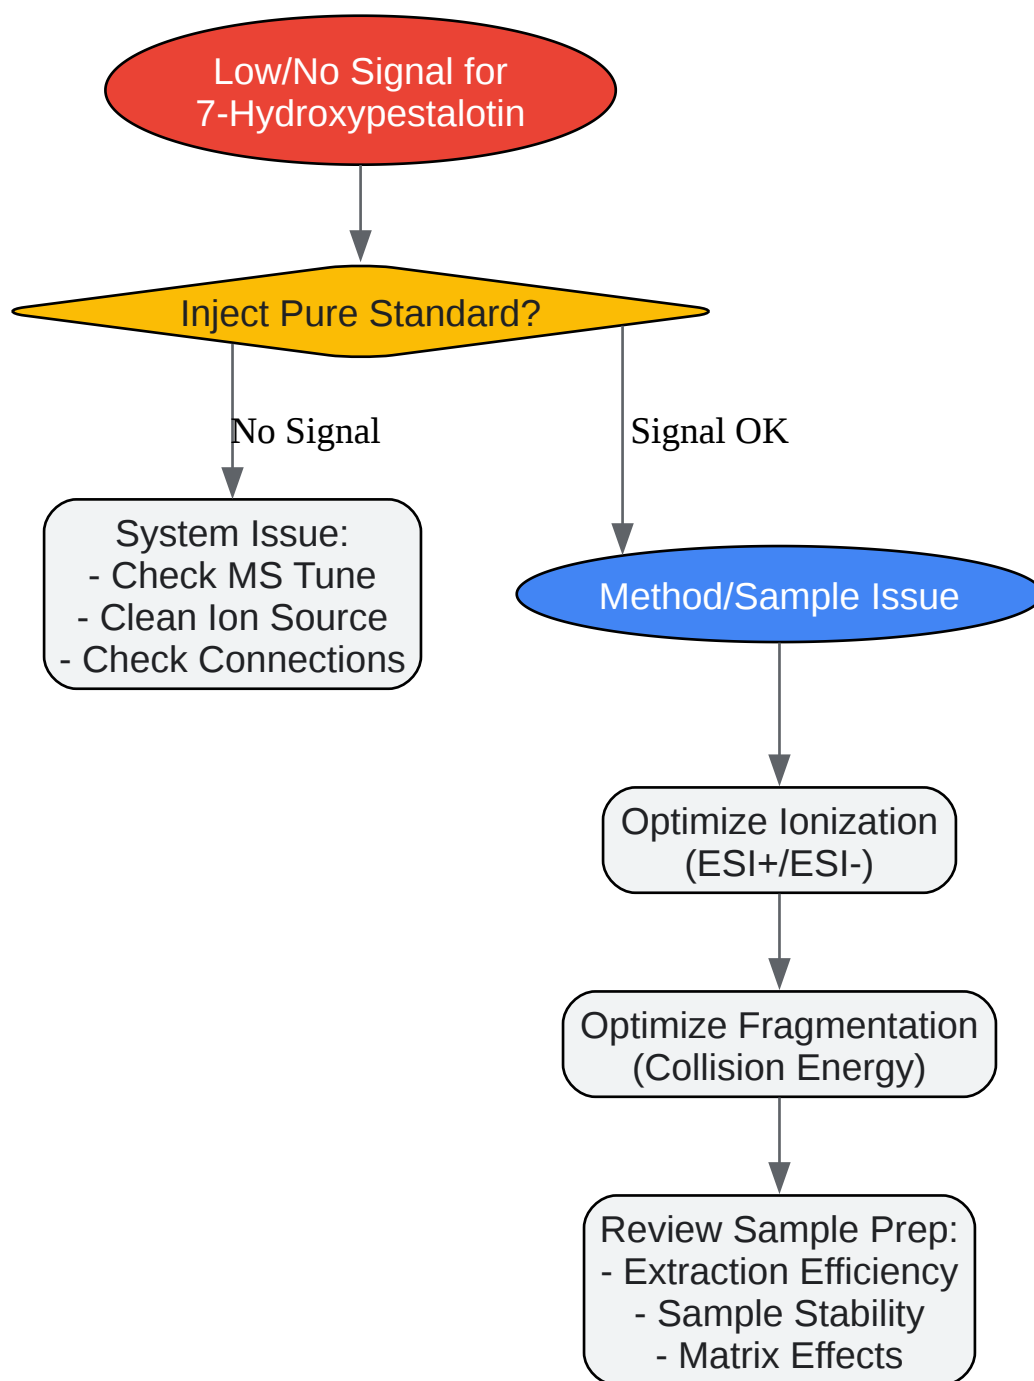 Low/No Signal for
7-Hydroxypestalotin
Inject Pure Standard?
No Signal
Signal OK
System Issue:
- Check MS Tune
- Clean Ion Source
- Check Connections
Method/Sample Issue
Optimize Ionization
(ESI+/ESI-)
Optimize Fragmentation
(Collision Energy)
Review Sample Prep:
- Extraction Efficiency
- Sample Stability
- Matrix Effects